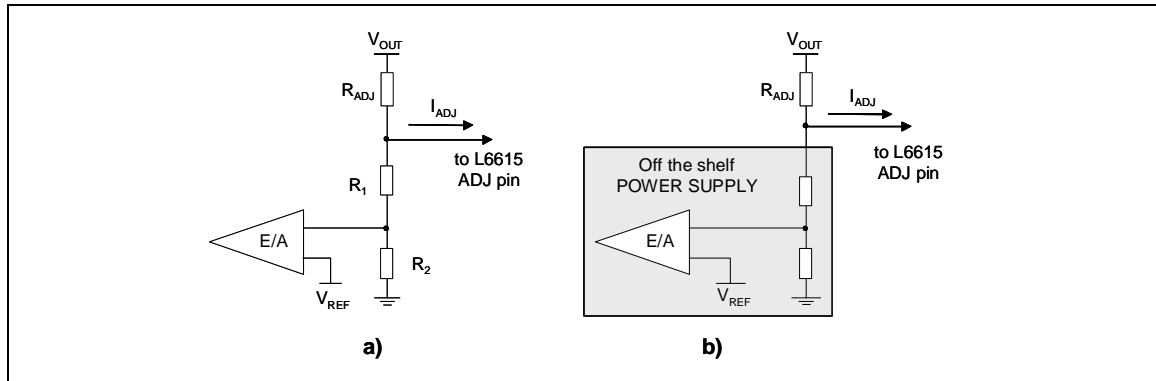 V_OUT
R_ADJ
I_ADJ
to L6615
ADJ pin
R_1
E/A
R_2
V_REF
a)
V_OUT
R_ADJ
I_ADJ
to L6615
ADJ pin
Off the shelf
POWER SUPPLY
E/A
V_REF
b)